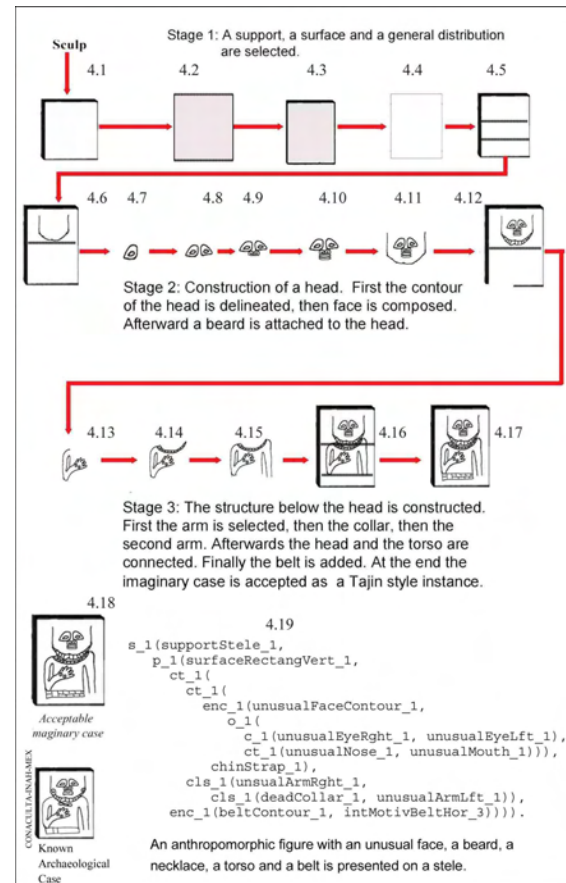 Stage 1: A support, a surface and a general distribution
are selected.
Sculp
4.1
4.2
4.3
4.4
4.5
4.6
4.7
4.8
4.9
4.10
4.11
4.12
Stage 2: Construction of a head. First the contour
of the head is delineated, then face is composed.
Afterward a beard is attached to the head.
4.13
4.14
4.15
4.16
4.17
Stage 3: The structure below the head is constructed.
First the arm is selected, then the collar, then the
second arm. Afterwards the head and the torso are
connected. Finally the belt is added. At the end the
imaginary case is accepted as a Tajin style instance.
4.18
4.19
s_1(supportStele_1,
p_1(surfaceRectangVert_1,
ct_1(
ct_1(
enc_1(unusualFaceContour_1,
o_1(
c_1(unusualEyeRght_1, unusualEyeLft_1),
ct_1(unusualNose_1, unusualMouth_1))),
chinStrap_1),
cls_1(unsualArmRght_1,
cls_1(deadCollar_1, unusualArmLft_1)),
enc_1(beltContour_1, intMotivBeltHor_3)))).
Acceptable
maginary case
CONACULTA-INAH-MEX
Known
Archaeological
Case
An anthropomorphic figure with an unusual face, a beard, a
necklace, a torso and a belt is presented on a stele.